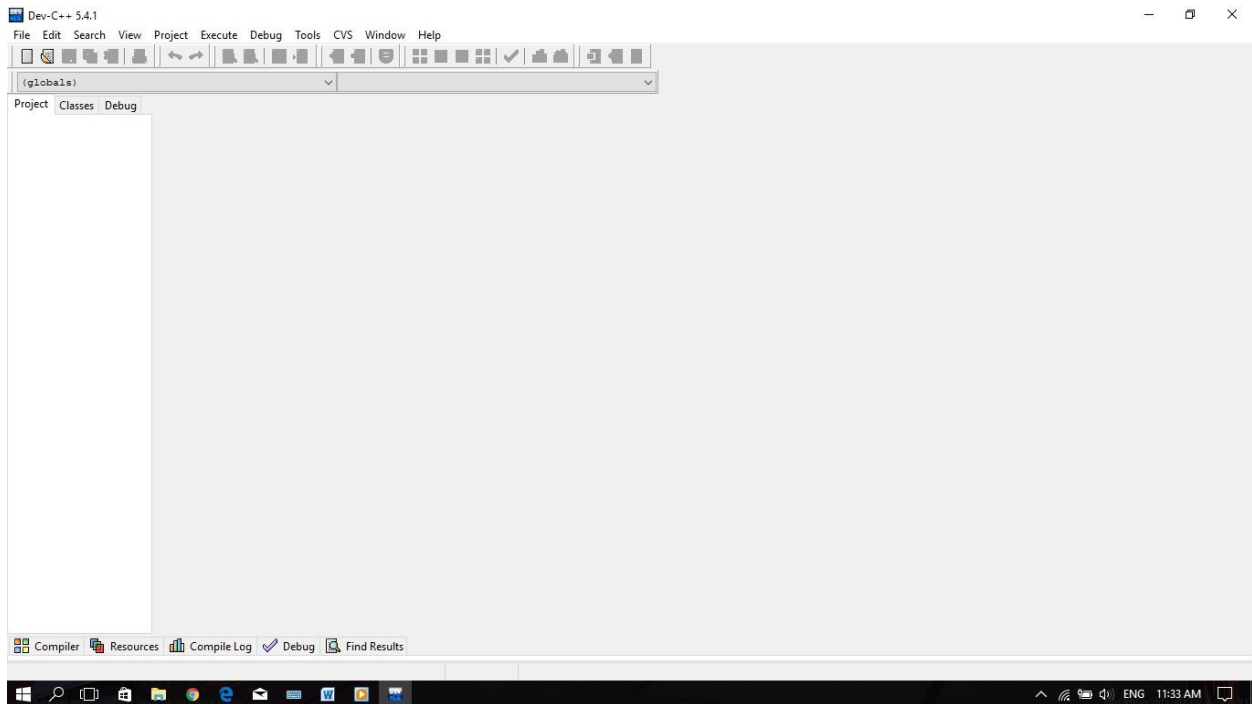 Dev-C++ 5.4.1
File Edit Search View Project Execute Debug Tools CVS Window Help
(globals)
Project Classes Debug
Compiler Resources Compile Log Debug Find Results
ENG 11:33 AM